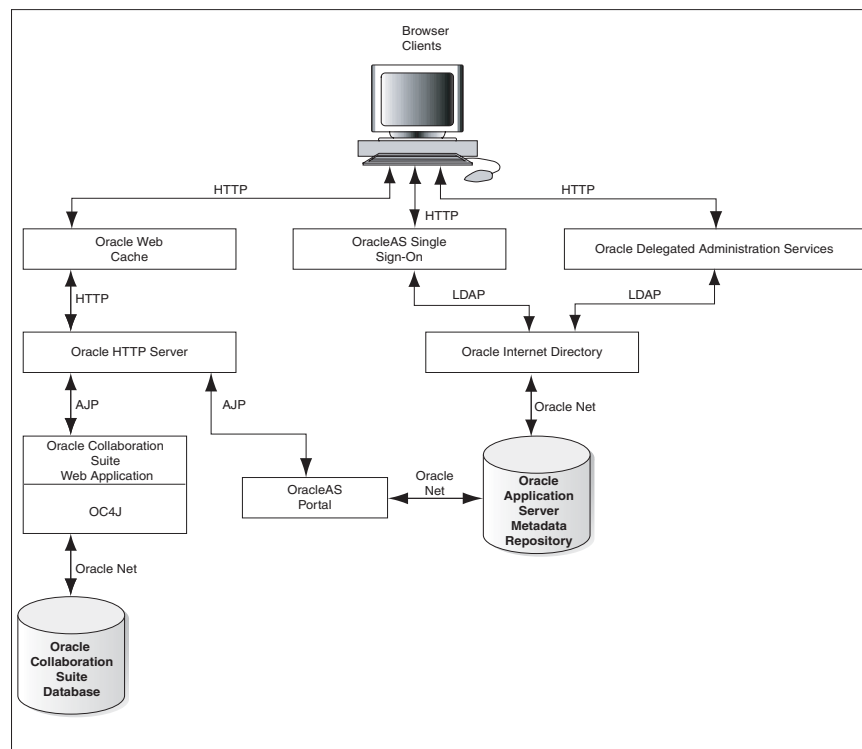 Browser
Clients
HTTP
HTTP
HTTP
Oracle Web
Cache
OracleAS Single
Sign-On
Oracle Delegated Administration Services
HTTP
LDAP
LDAP
Oracle HTTP Server
Oracle Internet Directory
AJP
AJP
Oracle Net
Oracle Collaboration
Suite
Web Application
OC4J
OracleAS
Portal
Oracle
Net
Oracle
Application
Server
Metadata
Repository
Oracle Net
Oracle
Collaboration
Suite
Database